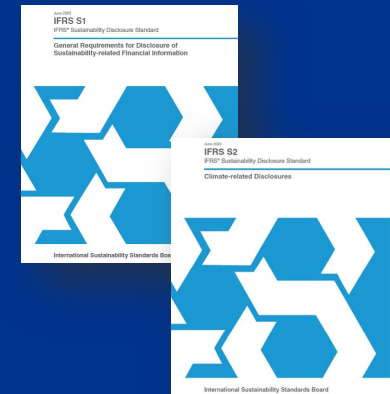 June 2023
IFRS S1
IFRS® Sustainability Disclosure Standard
General Requirements for Disclosure of
Sustainability-related Financial Information
International Sustainability Standards Boa
June 2023
IFRS S2
IFRS® Sustainability Disclosure Standard
Climate-related Disclosures
International Sustainability Standards Board